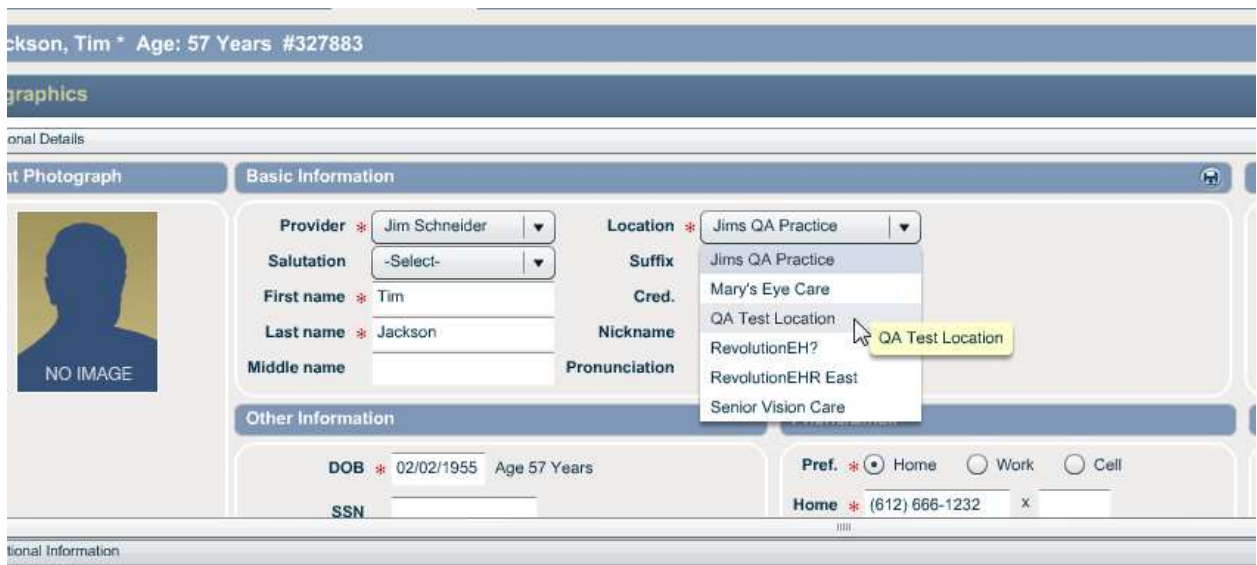 ckson, Tim * Age: 57 Years #327883
graphics
onal Details
nt Photograph
Basic Information
NO IMAGE
Provider * Jim Schneider
Location * Jims QA Practice
Salutation -Select-
Suffix
Jims QA Practice
First name * Tim
Cred.
Mary's Eye Care
QA Test Location
QA Test Location
Last name * Jackson
Nickname
RevolutionEH?
Middle name
Pronunciation
RevolutionEHR East
Senior Vision Care
Other Information
DOB * 02/02/1955 Age 57 Years
Pref. * Home Work Cell
SSN
Home * (612) 666-1232 x
tional Information